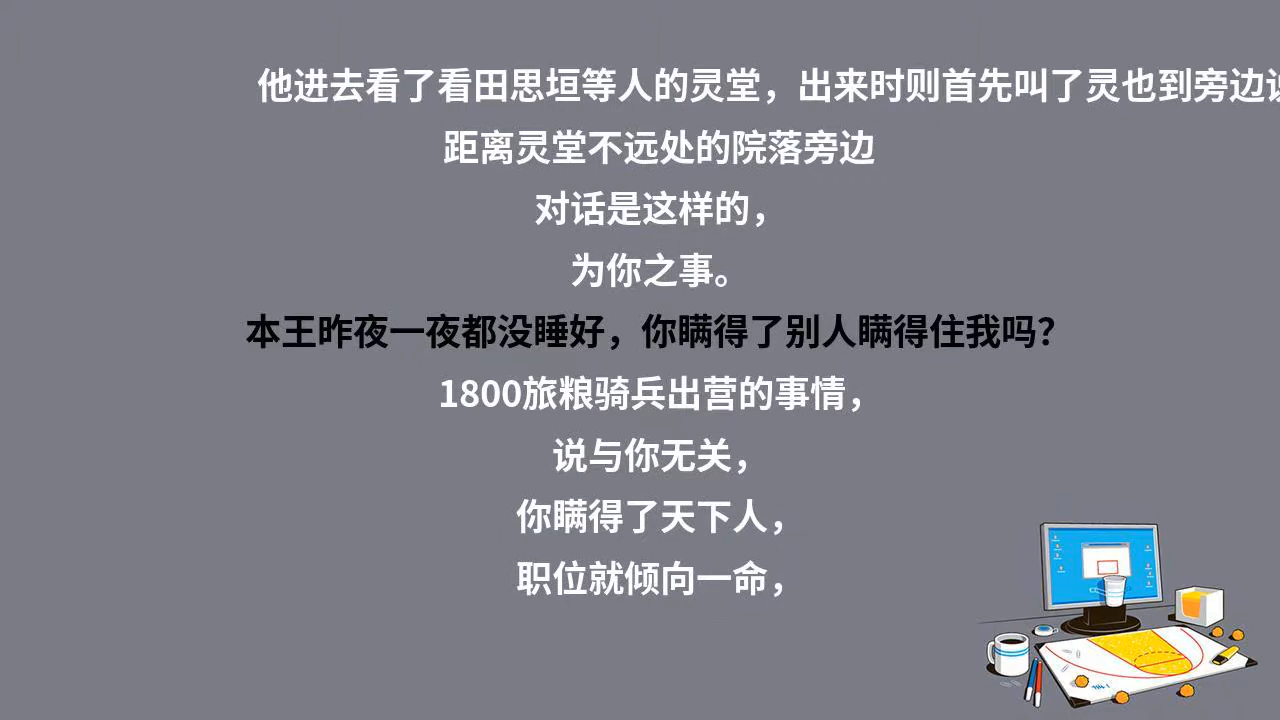 他进去看了看田思垣等人的灵堂，出来时则首先叫了灵也到旁边
距离灵堂不远处的院落旁边
对话是这样的，
为你之事。
本王昨夜一夜都没睡好，你瞒得了别人瞒得住我吗？
1800旅粮骑兵出营的事情，
说与你无关，
你瞒得了天下人，
职位就倾向一命，